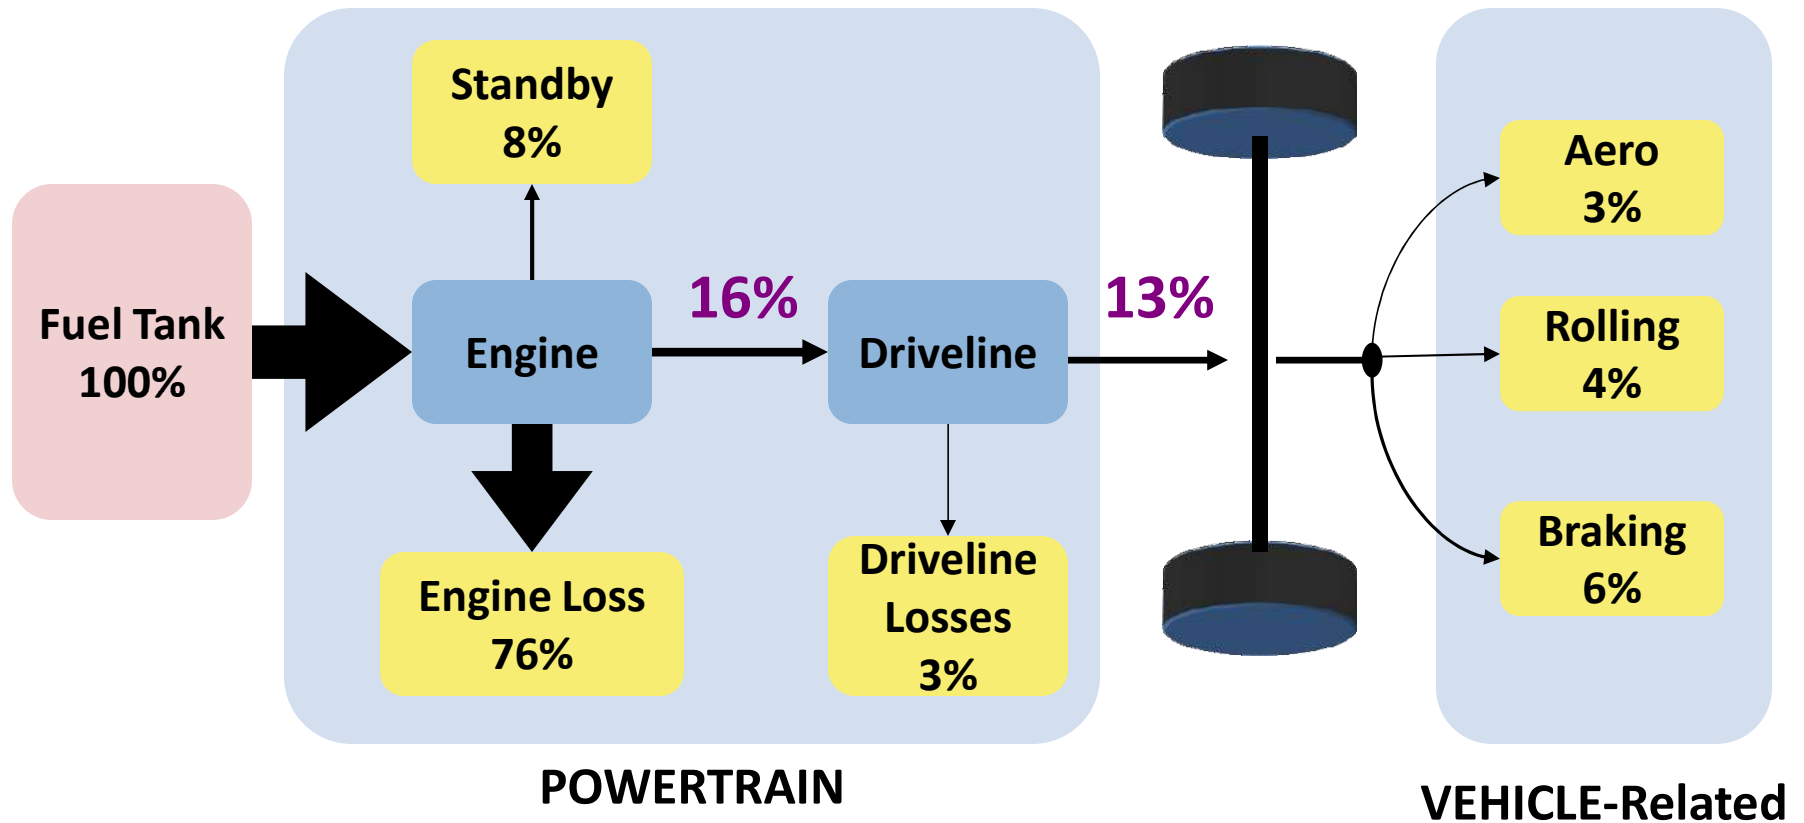 Standby
8%
Fuel Tank
100%
Engine
16%
Driveline
13%
Engine Loss
76%
Driveline
Losses
3%
Aero
3%
Rolling
4%
Braking
6%
POWERTRAIN
VEHICLE-Related